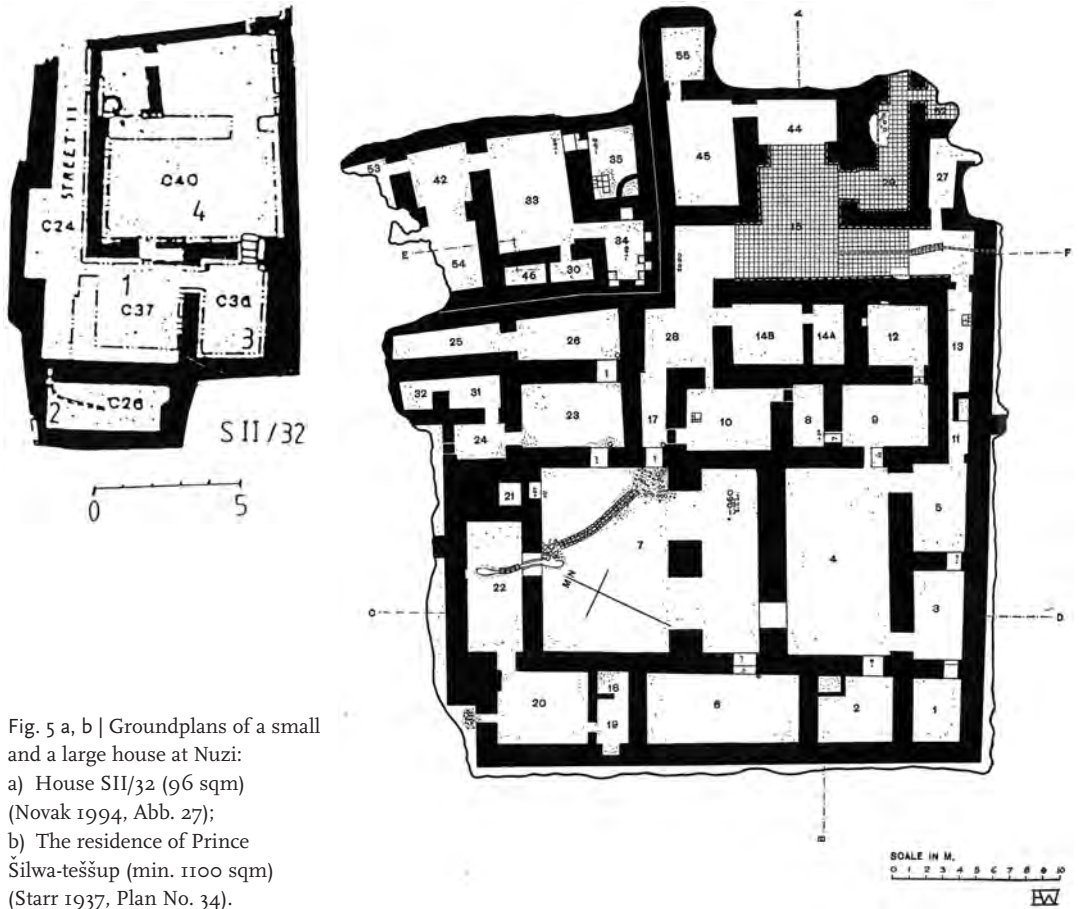 STREET II
C40
4
C24
1
C37
C36
3
C26
2
S II/32
0 5
55
A
44
45
29
27
35
53
42
33
15
E
34
F
54
46
30
28
14B
14A
12
13
25
26
1
32
31
23
17
10
8
9
24
11
1
1
21
5
7
4
22
MN
3
C
D
20
18
19
6
2
1
B
SCALE IN M.
0 1 2 3 4 5 6 7 8 9 10
HW
Fig. 5 a, b | Groundplans of a small
and a large house at Nuzi:
a) House SII/32 (96 sqm)
(Novak 1994, Abb. 27);
b) The residence of Prince
Šilwa-teššup (min. 1100 sqm)
(Starr 1937, Plan No. 34).